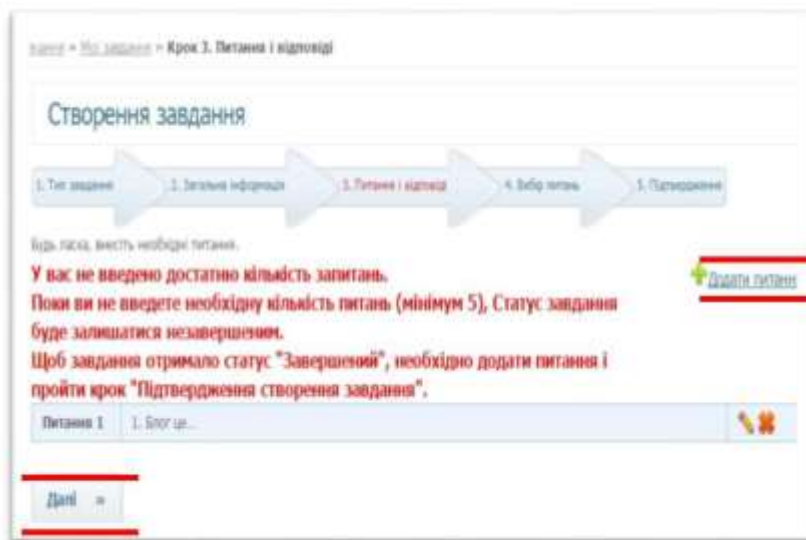 » Мої завдання » Крок 3. Питання і відповіді
Створення завдання
1. Тип завдання
2. Загальна інформація
3. Питання і відповіді
4. Вибір питань
5. Підтвердження
Будь ласка, внесіть необхідні питання.
У вас не введено достатню кількість запитань.
Додати питання
Поки ви не введете необхідну кількість питань (мінімум 5), Статус завдання
буде залишатися незавершеним.
Щоб завдання отримало статус "Завершений", необхідно додати питання і
пройти крок "Підтвердження створення завдання".
Питання 1 1. Блог це...
Далі »